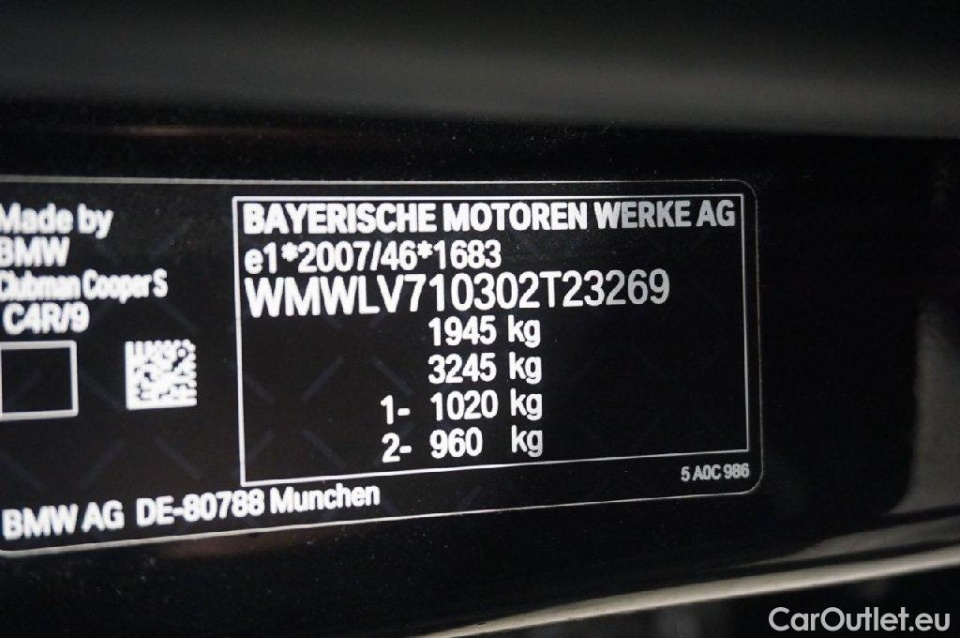 Made by
BMW
Clubman Cooper S
C4R/9
BAYERISCHE MOTOREN WERKE AG
e1*2007/46*1683
WMWLV710302T23269
1945 kg
3245 kg
1- 1020 kg
2- 960 kg
5 A0C 986
BMW AG DE-80788 Munchen
CarOutlet.eu